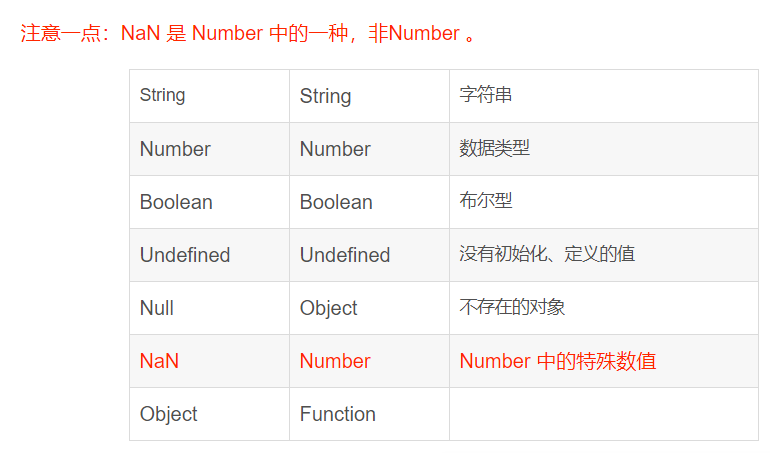 注意一点：NaN 是 Number 中的一种，非Number 。
String String 字符串
Number Number 数据类型
Boolean Boolean 布尔型
Undefined Undefined 没有初始化、定义的值
Null Object 不存在的对象
NaN Number Number 中的特殊数值
Object Function